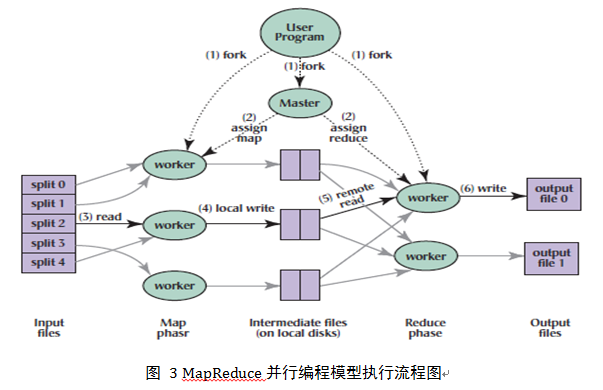 User
Program
(1) fork
(1) fork
(1) fork
Master
(2)
assign
map
(2)
assign
reduce
worker
split 0
split 1
split 2
split 3
split 4
(3) read
worker
(4) local write
(5) remote
read
worker
(6) write
output
file 0
worker
output
file 1
worker
Input
files
Map
phasr
Intermediate files
(on local disks)
Reduce
phase
Output
files
图 3 MapReduce 并行编程模型执行流程图↵